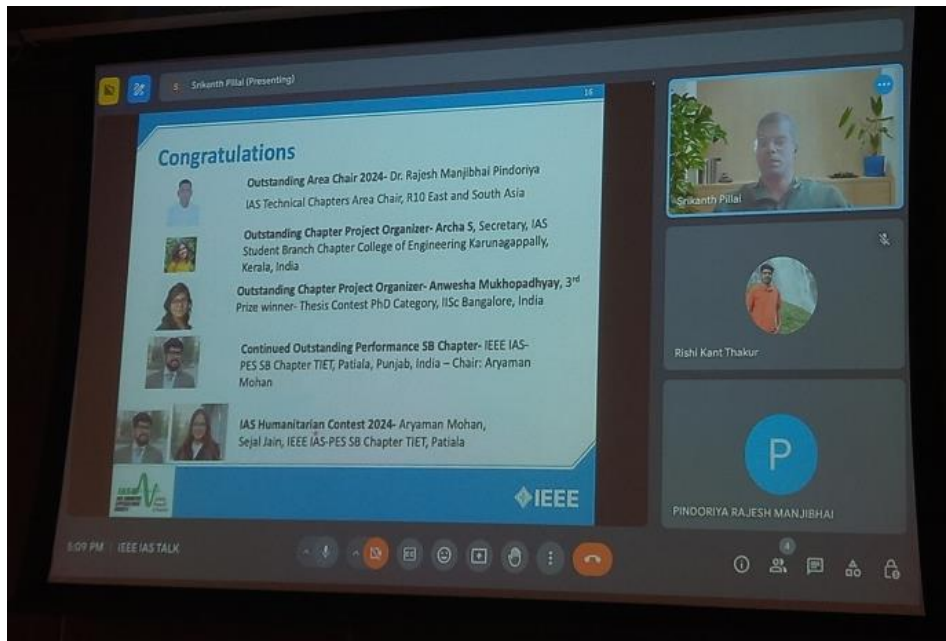 S Srikanth Pillai (Presenting)
16
Congratulations
Outstanding Area Chair 2024- Dr. Rajesh Manjibhai Pindoriya
IAS Technical Chapters Area Chair, R10 East and South Asia
Outstanding Chapter Project Organizer- Archa S, Secretary, IAS
Student Branch Chapter College of Engineering Karunagappally,
Kerala, India
Outstanding Chapter Project Organizer- Anwesha Mukhopadhyay, 3rd
Prize winner- Thesis Contest PhD Category, IISc Bangalore, India
Continued Outstanding Performance SB Chapter- IEEE IAS-
PES SB Chapter TIET, Patiala, Punjab, India – Chair: Aryaman
Mohan
IAS Humanitarian Contest 2024- Aryaman Mohan,
Sejal Jain, IEEE IAS-PES SB Chapter TIET, Patiala
IAS
IEEE
Srikanth Pillai
Rishi Kant Thakur
P
PINDORIYA RAJESH MANJIBHAI
6:09 PM | IEEE IAS TALK
4